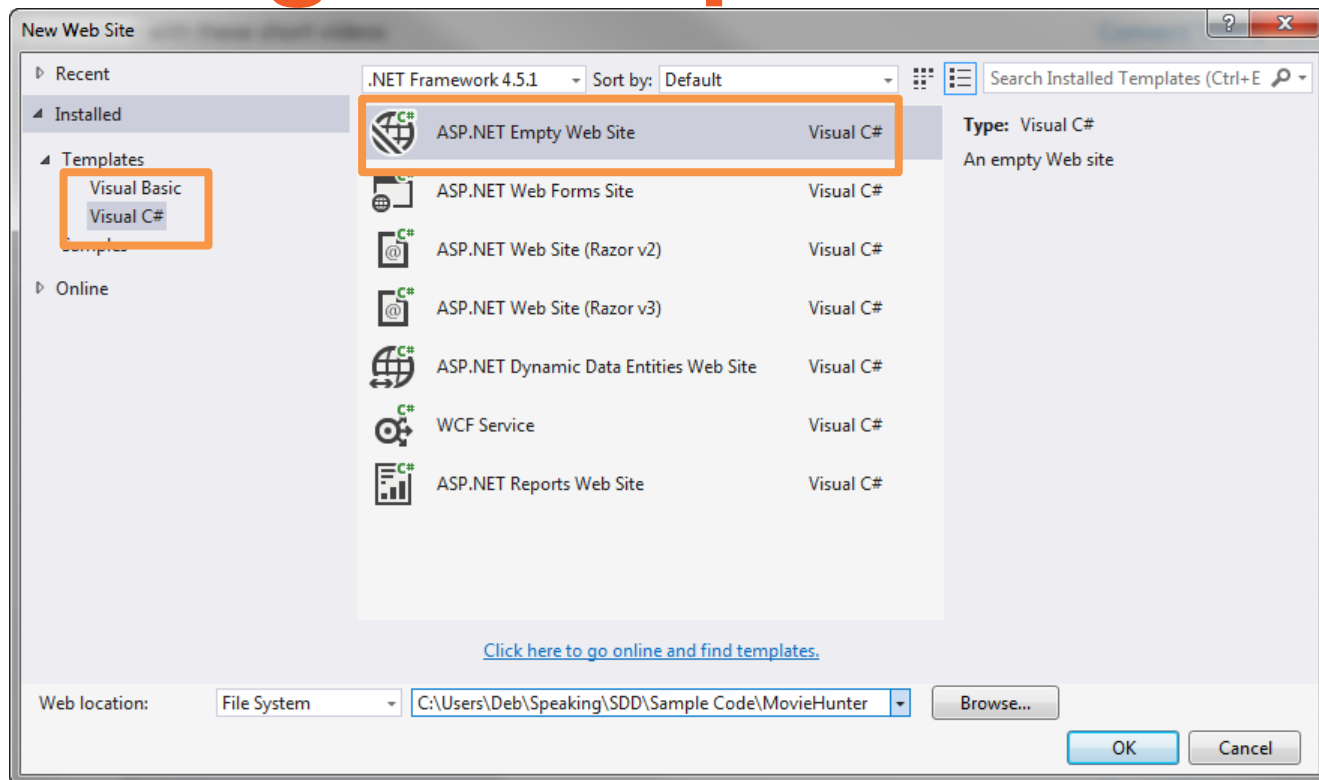 New Web Site
Recent
Installed
Templates
Visual Basic
Visual C#
Samples
Online
.NET Framework 4.5.1
Sort by: Default
Search Installed Templates (Ctrl+E
ASP.NET Empty Web Site Visual C#
ASP.NET Web Forms Site Visual C#
ASP.NET Web Site (Razor v2) Visual C#
ASP.NET Web Site (Razor v3) Visual C#
ASP.NET Dynamic Data Entities Web Site Visual C#
WCF Service Visual C#
ASP.NET Reports Web Site Visual C#
Type: Visual C#
An empty Web site
Click here to go online and find templates.
Web location: File System C:\Users\Deb\Speaking\SDD\Sample Code\MovieHunter Browse...
OK Cancel